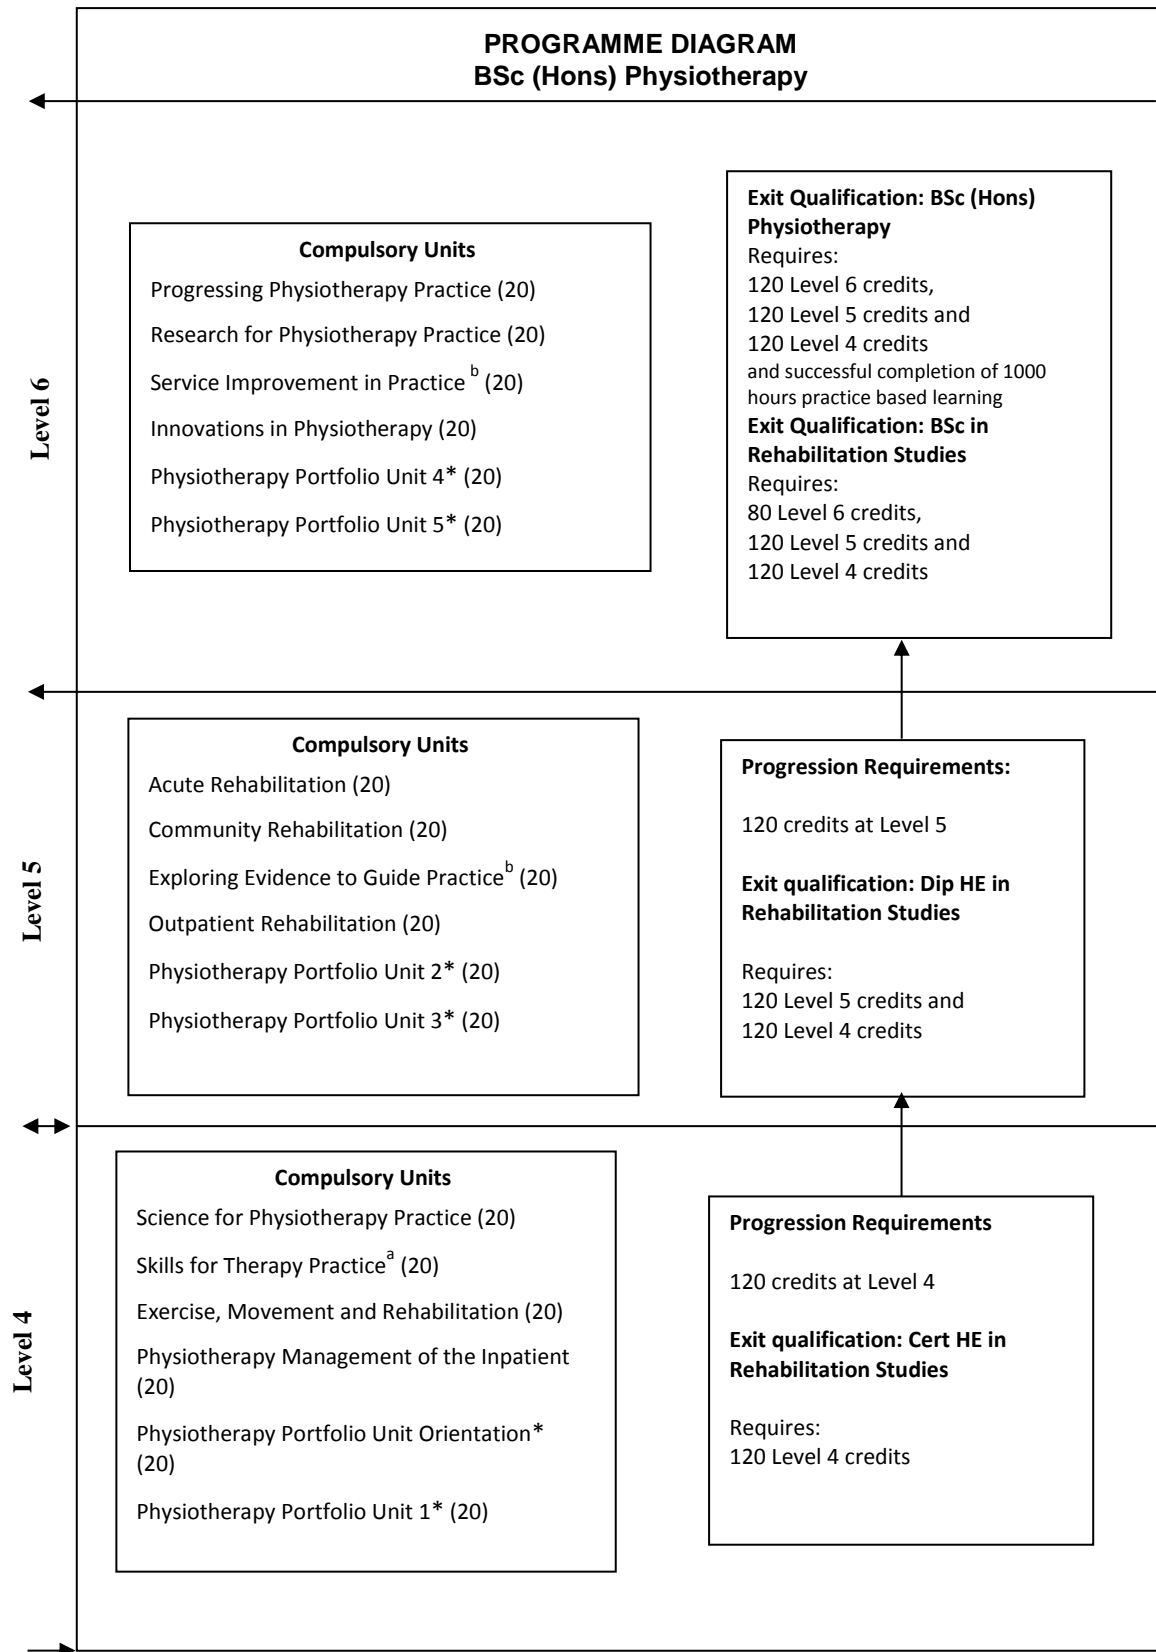 PROGRAMME DIAGRAM
BSc (Hons) Physiotherapy
Level 6
Compulsory Units
Progressing Physiotherapy Practice (20)
Research for Physiotherapy Practice (20)
Service Improvement in Practice b (20)
Innovations in Physiotherapy (20)
Physiotherapy Portfolio Unit 4* (20)
Physiotherapy Portfolio Unit 5* (20)
Exit Qualification: BSc (Hons)
Physiotherapy
Requires:
120 Level 6 credits,
120 Level 5 credits and
120 Level 4 credits
and successful completion of 1000
hours practice based learning
Exit Qualification: BSc in
Rehabilitation Studies
Requires:
80 Level 6 credits,
120 Level 5 credits and
120 Level 4 credits
Level 5
Compulsory Units
Acute Rehabilitation (20)
Community Rehabilitation (20)
Exploring Evidence to Guide Practice b (20)
Outpatient Rehabilitation (20)
Physiotherapy Portfolio Unit 2* (20)
Physiotherapy Portfolio Unit 3* (20)
Progression Requirements:
120 credits at Level 5
Exit qualification: Dip HE in
Rehabilitation Studies
Requires:
120 Level 5 credits and
120 Level 4 credits
Level 4
Compulsory Units
Science for Physiotherapy Practice (20)
Skills for Therapy Practice a (20)
Exercise, Movement and Rehabilitation (20)
Physiotherapy Management of the Inpatient
(20)
Physiotherapy Portfolio Unit Orientation*
(20)
Physiotherapy Portfolio Unit 1* (20)
Progression Requirements
120 credits at Level 4
Exit qualification: Cert HE in
Rehabilitation Studies
Requires:
120 Level 4 credits